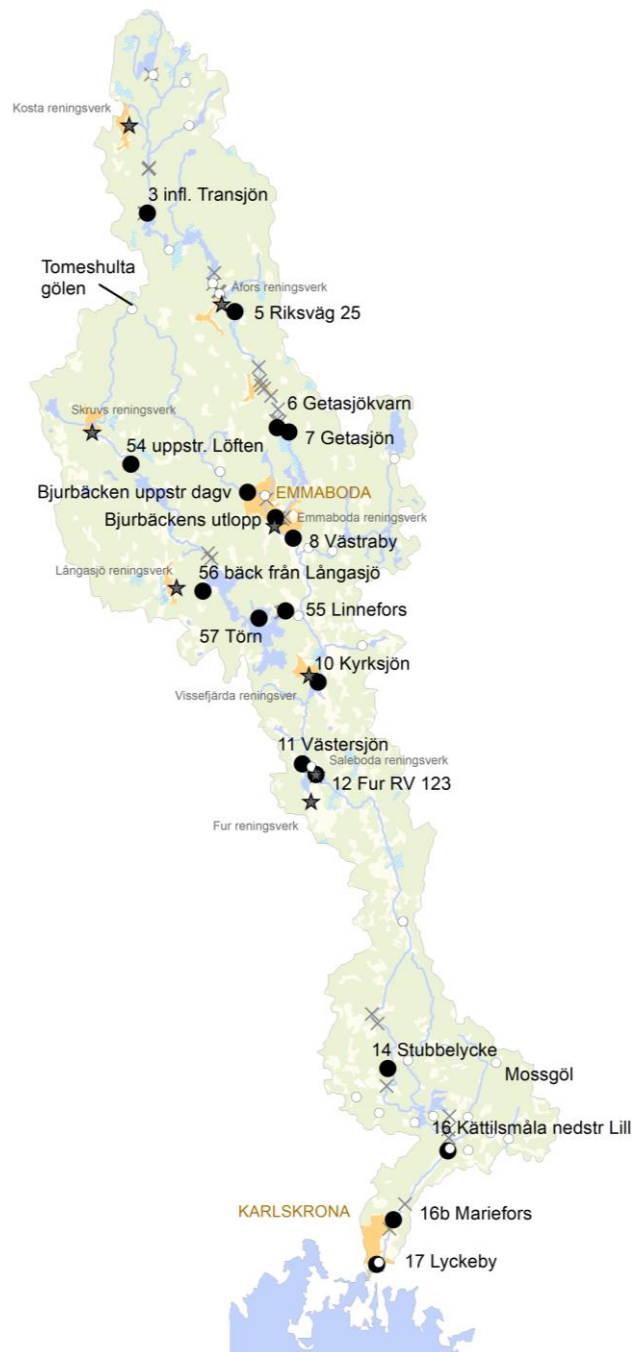 Kosta reningsverk
3 infl. Transjön
Tomeshulta
gölen
Åfors reningsverk
5 Riksväg 25
Skruvs reningsverk
6 Getasjökvarn
7 Getasjön
54 uppstr. Löften
Bjurbäcken uppstr dagv
EMMABODA
Bjurbäckens utlopp
Emmaboda reningsverk
8 Västraby
Långasjö reningsverk
56 bäck från Långasjö
55 Linnefors
57 Törn
10 Kyrksjön
Vissefjärda reningsver
11 Västersjön
Saleboda reningsverk
12 Fur RV 123
Fur reningsverk
14 Stubbelycke
Mossgöl
16 Kättilsmåla nedstr Lill
KARLSKRONA
16b Mariefors
17 Lyckeby